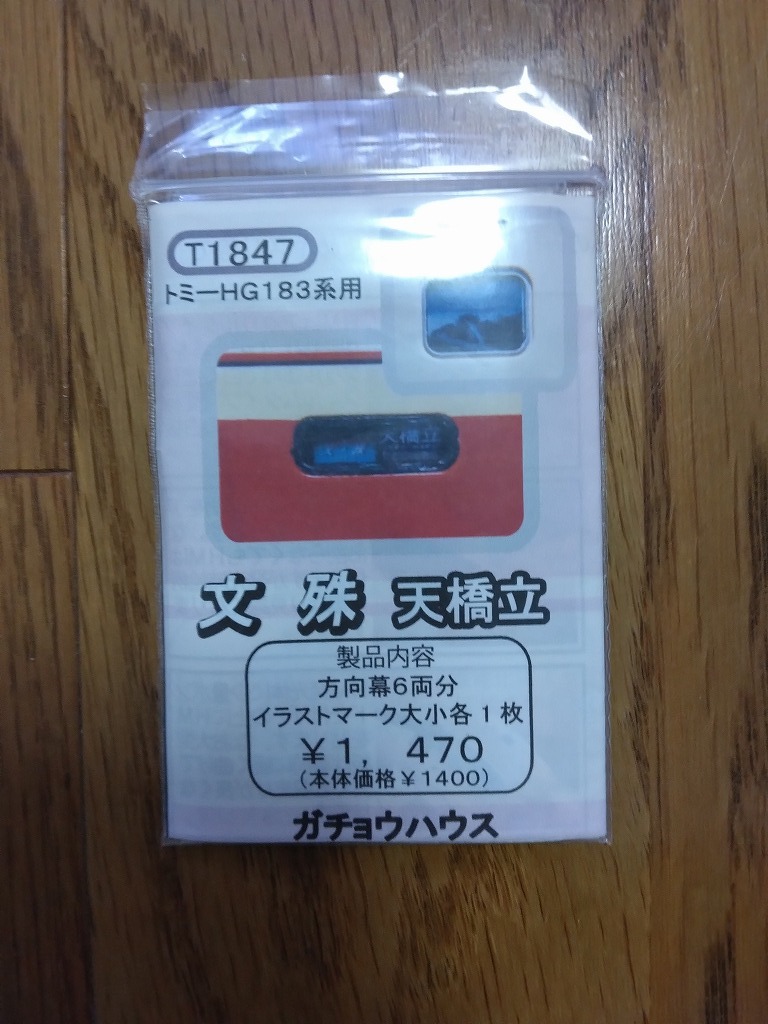 T1847
トミーHG183系用
天橋立
文殊 天橋立
製品内容
方向幕6両分
イラストマーク大小各1枚
￥1,470
(本体価格￥1400)
ガチョウハウス